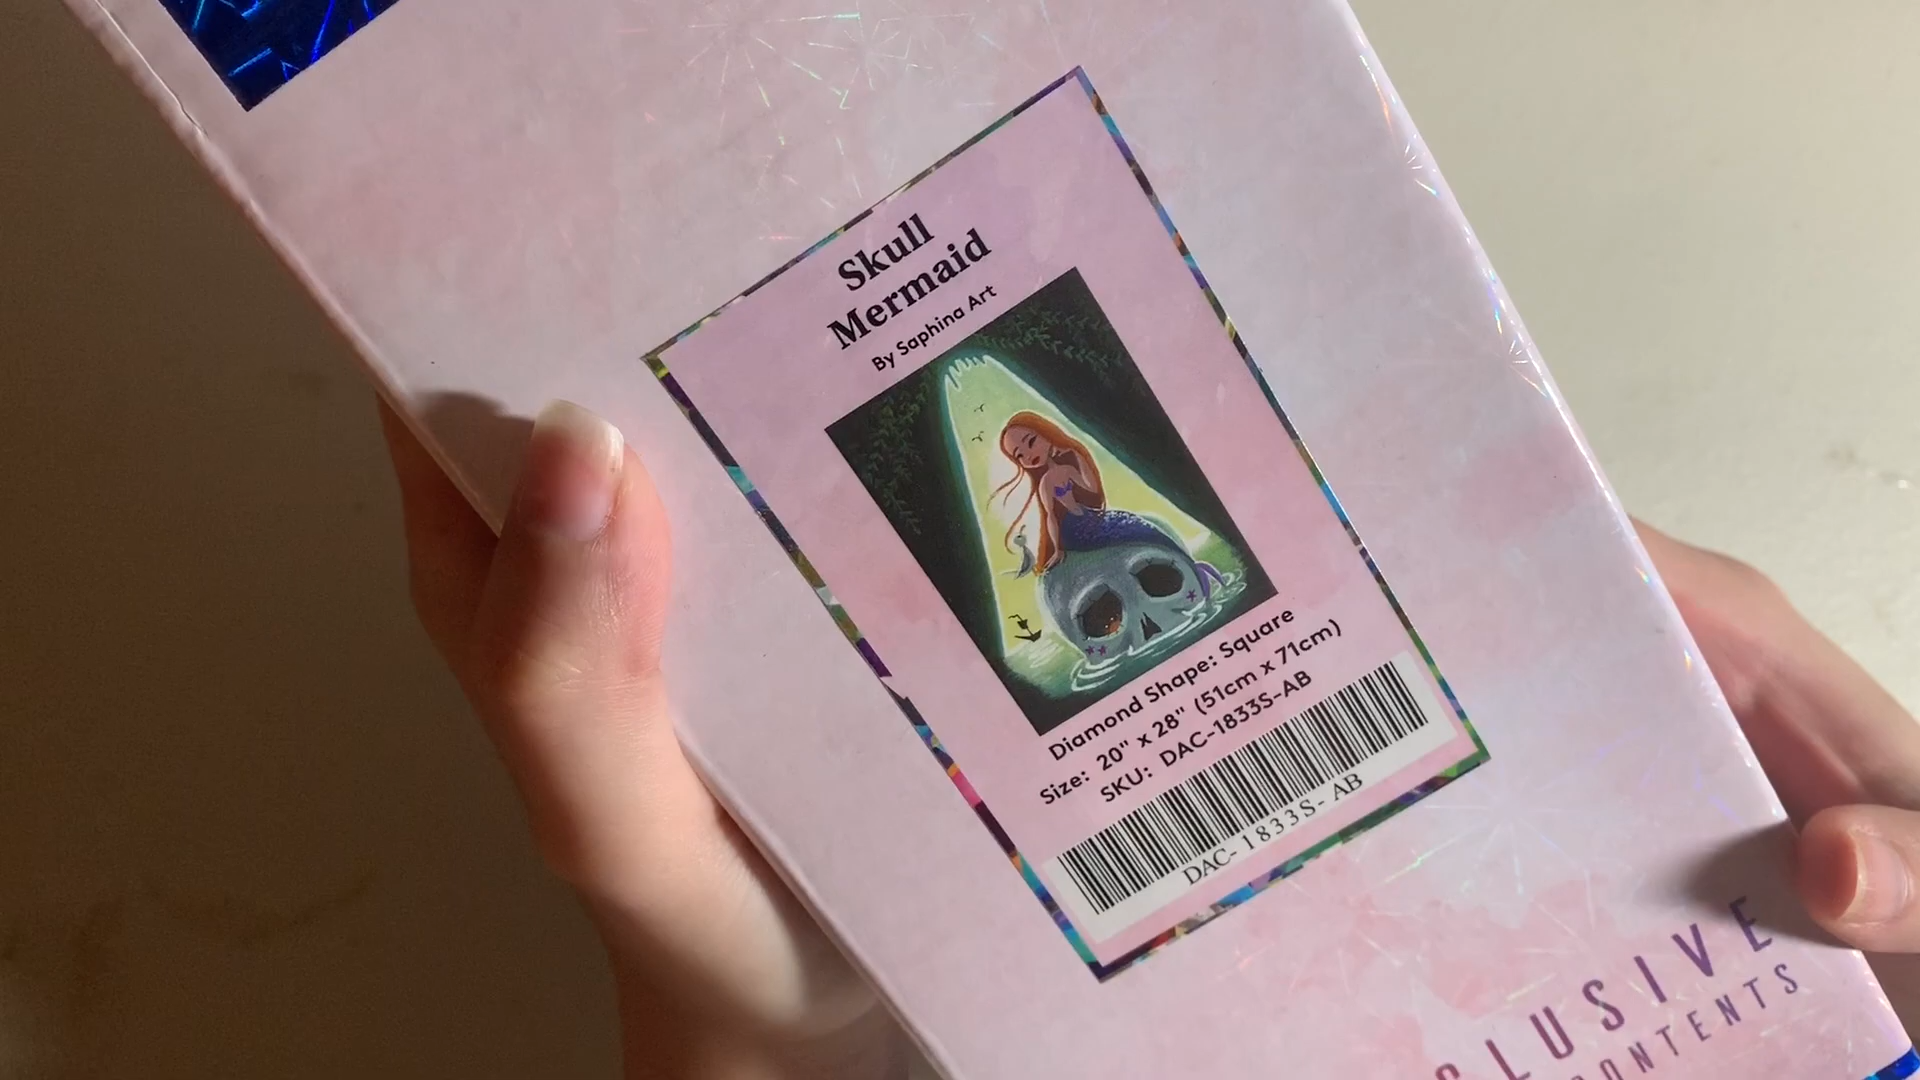 Skull
Mermaid
By Saphina Art
Diamond Shape: Square
Size: 20" x 28" (51cm x 71cm)
SKU: DAC-1833S-AB
DAC-1833S-AB
CLUSIVE
CONTENTS